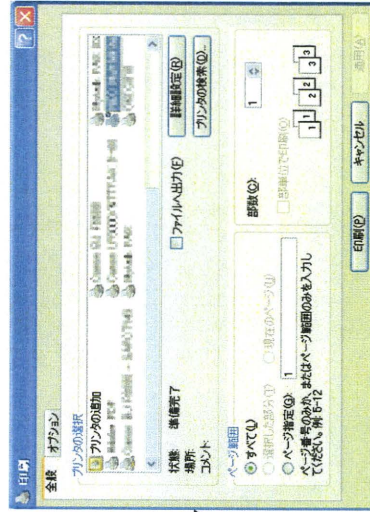 印刷
全般 オプション
プリンタの選択
プリンタの追加
状態: 準備完了
場所:
コメント:
ファイルへ出力(F)
詳細設定(R)
プリンタの検索(D)...
ページ範囲
すべて(L)
選択した部分(T) 現在のページ(U)
ページ指定(G): 1
ページ番号のみか、またはページ範囲のみを入力し
てください。例: 5-12
部数(C): 1
部単位で印刷(O)
1 1 2 2 3 3
印刷(P) キャンセル 適用(A)